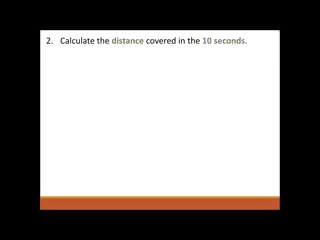 2. Calculate the distance covered in the 10 seconds.